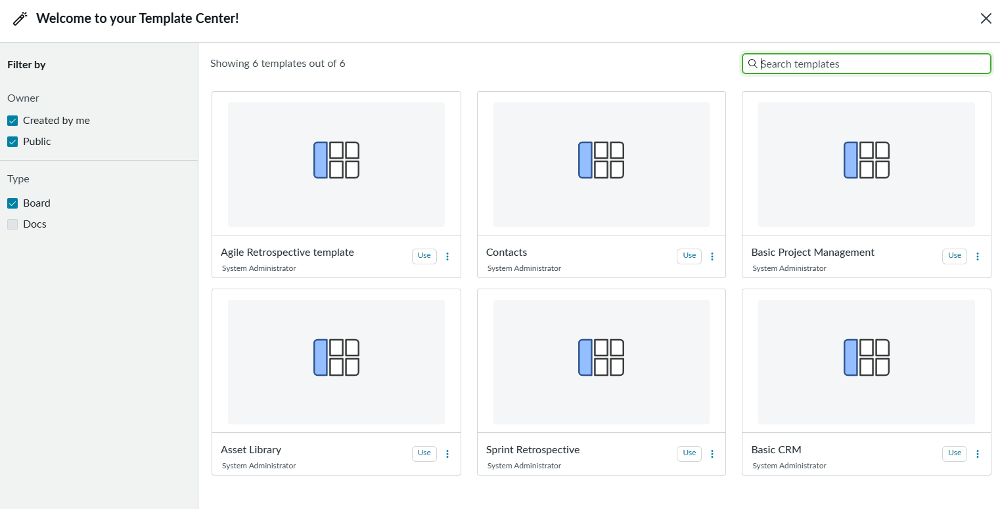 Welcome to your Template Center!
Filter by
Owner
Created by me
Public
Type
Board
Docs
Showing 6 templates out of 6
Search templates
Agile Retrospective template
System Administrator
Use
Contacts
System Administrator
Use
Basic Project Management
System Administrator
Use
Asset Library
System Administrator
Use
Sprint Retrospective
System Administrator
Use
Basic CRM
System Administrator
Use